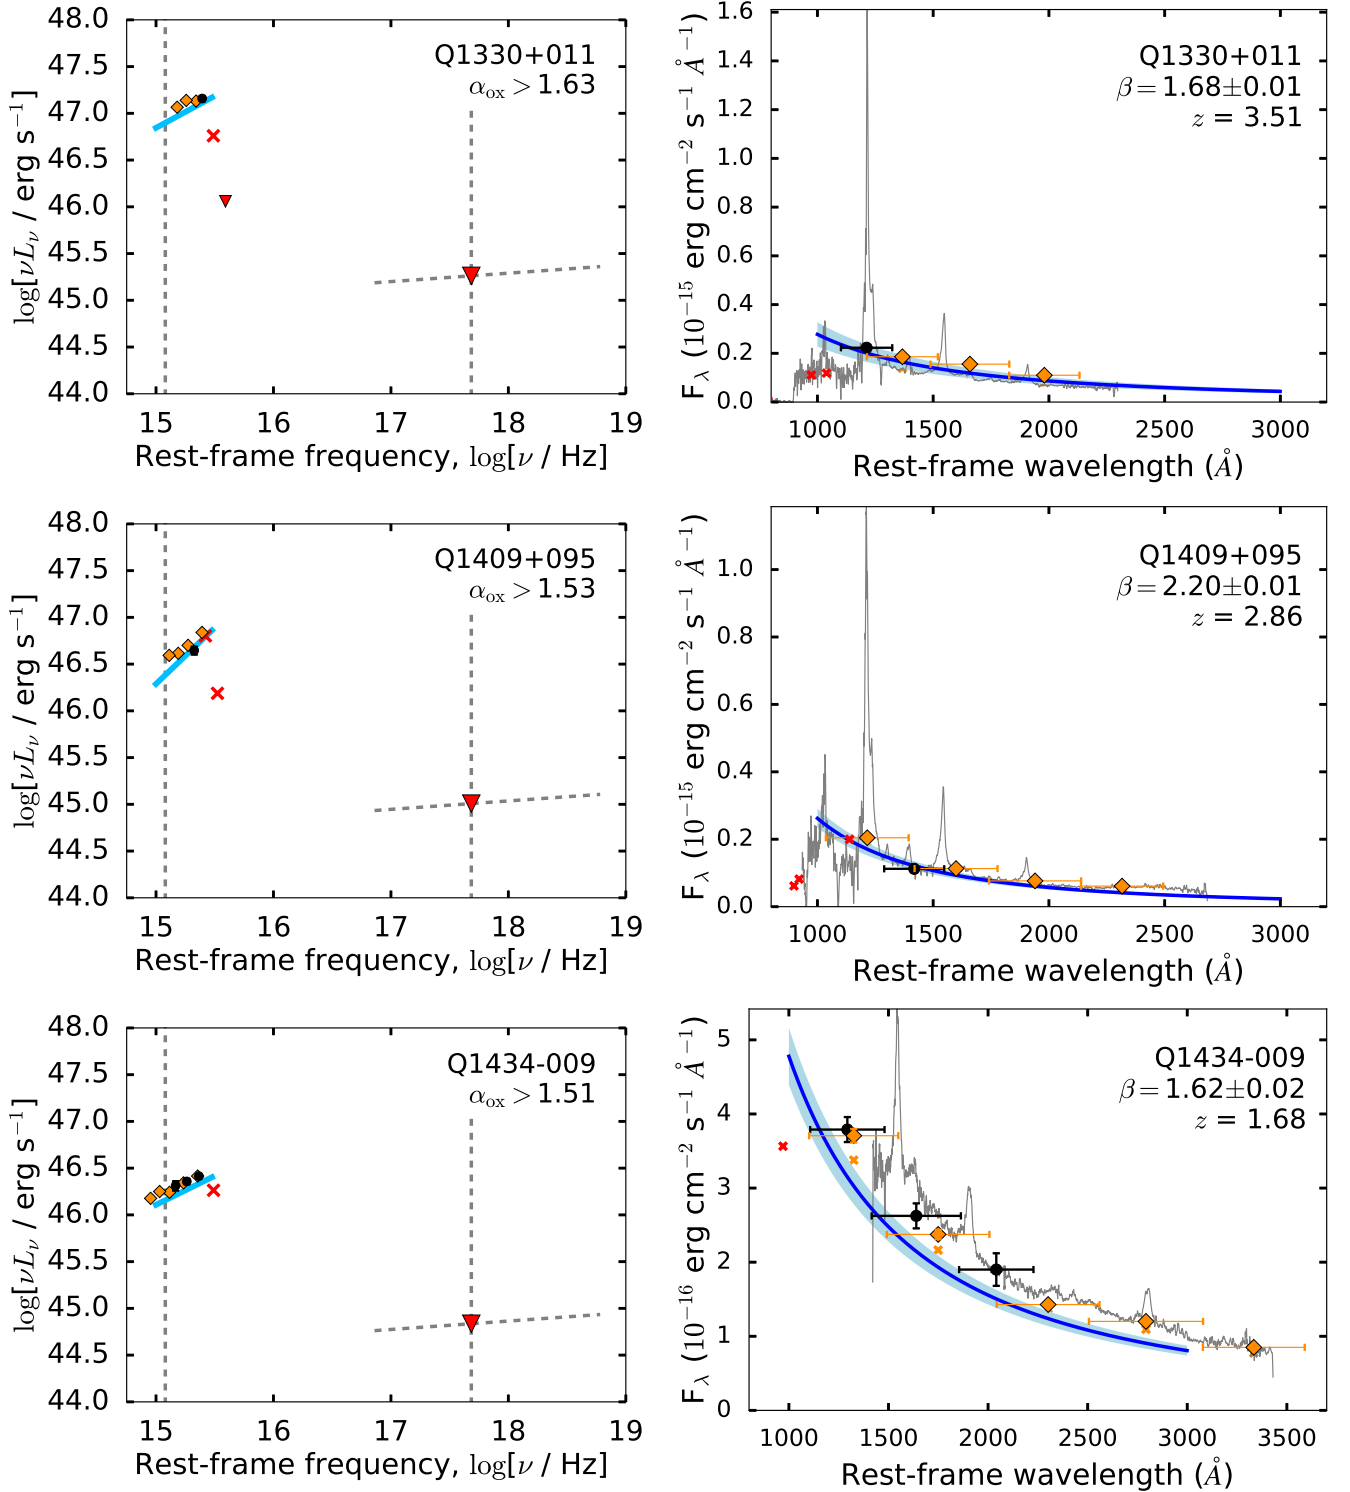 48.0
47.5
47.0
46.5
46.0
45.5
45.0
44.5
44.0
15 16 17 18 19
log[νL_ν / erg s⁻¹]
Rest-frame frequency, log[ν / Hz]
Q1330+011
α_ox > 1.63
1.6
1.4
1.2
1.0
0.8
0.6
0.4
0.2
0.0
1000 1500 2000 2500 3000
F_λ (10⁻¹⁵ erg cm⁻² s⁻¹ Å⁻¹)
Rest-frame wavelength (Å)
Q1330+011
β=1.68±0.01
z = 3.51
48.0
47.5
47.0
46.5
46.0
45.5
45.0
44.5
44.0
15 16 17 18 19
log[νL_ν / erg s⁻¹]
Rest-frame frequency, log[ν / Hz]
Q1409+095
α_ox > 1.53
1.0
0.8
0.6
0.4
0.2
0.0
1000 1500 2000 2500 3000
F_λ (10⁻¹⁵ erg cm⁻² s⁻¹ Å⁻¹)
Rest-frame wavelength (Å)
Q1409+095
β=2.20±0.01
z = 2.86
48.0
47.5
47.0
46.5
46.0
45.5
45.0
44.5
44.0
15 16 17 18 19
log[νL_ν / erg s⁻¹]
Rest-frame frequency, log[ν / Hz]
Q1434-009
α_ox > 1.51
5
4
3
2
1
0
1000 1500 2000 2500 3000 3500
F_λ (10⁻¹⁶ erg cm⁻² s⁻¹ Å⁻¹)
Rest-frame wavelength (Å)
Q1434-009
β=1.62±0.02
z = 1.68